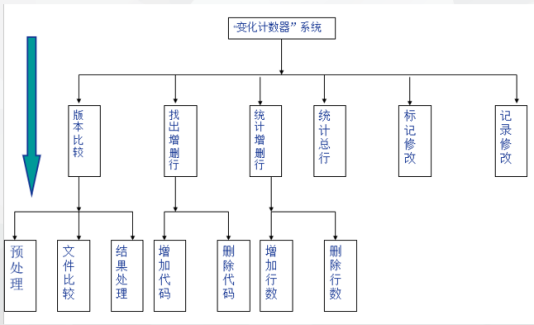 “变化计数器”系统
版本比较
找出增删行
统计增删行
统计总行
标记修改
记录修改
预处理
文件比较
结果处理
增加代码
删除代码
增加行数
删除行数